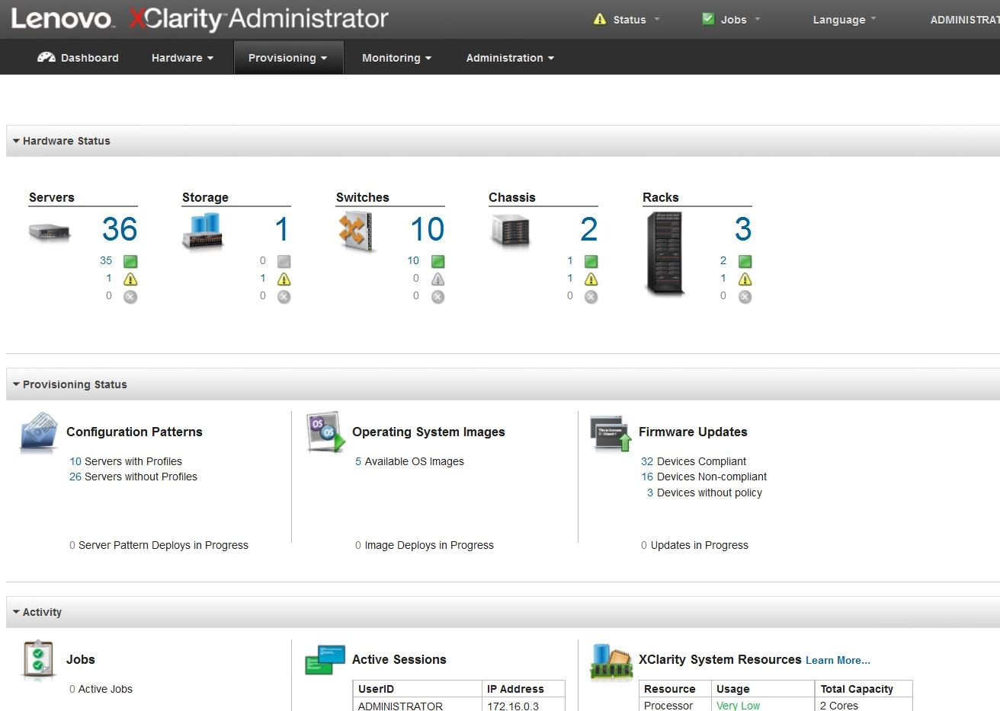 Lenovo XClarity Administrator
Status
Jobs
Language
ADMINISTRAT
Dashboard
Hardware
Provisioning
Monitoring
Administration
Hardware Status
Servers
36
35
1
0
Storage
1
0
1
0
Switches
10
10
0
0
Chassis
2
1
1
0
Racks
3
2
1
0
Provisioning Status
Configuration Patterns
10 Servers with Profiles
26 Servers without Profiles
0 Server Pattern Deploys in Progress
OS
OS
Operating System Images
5 Available OS Images
0 Image Deploys in Progress
Firmware Updates
32 Devices Compliant
16 Devices Non-compliant
3 Devices without policy
0 Updates in Progress
Activity
Jobs
0 Active Jobs
Active Sessions
UserID IP Address
ADMINISTRATOR 172.16.0.3
XClarity System Resources Learn More...
Resource Usage Total Capacity
Processor Very Low 2 Cores